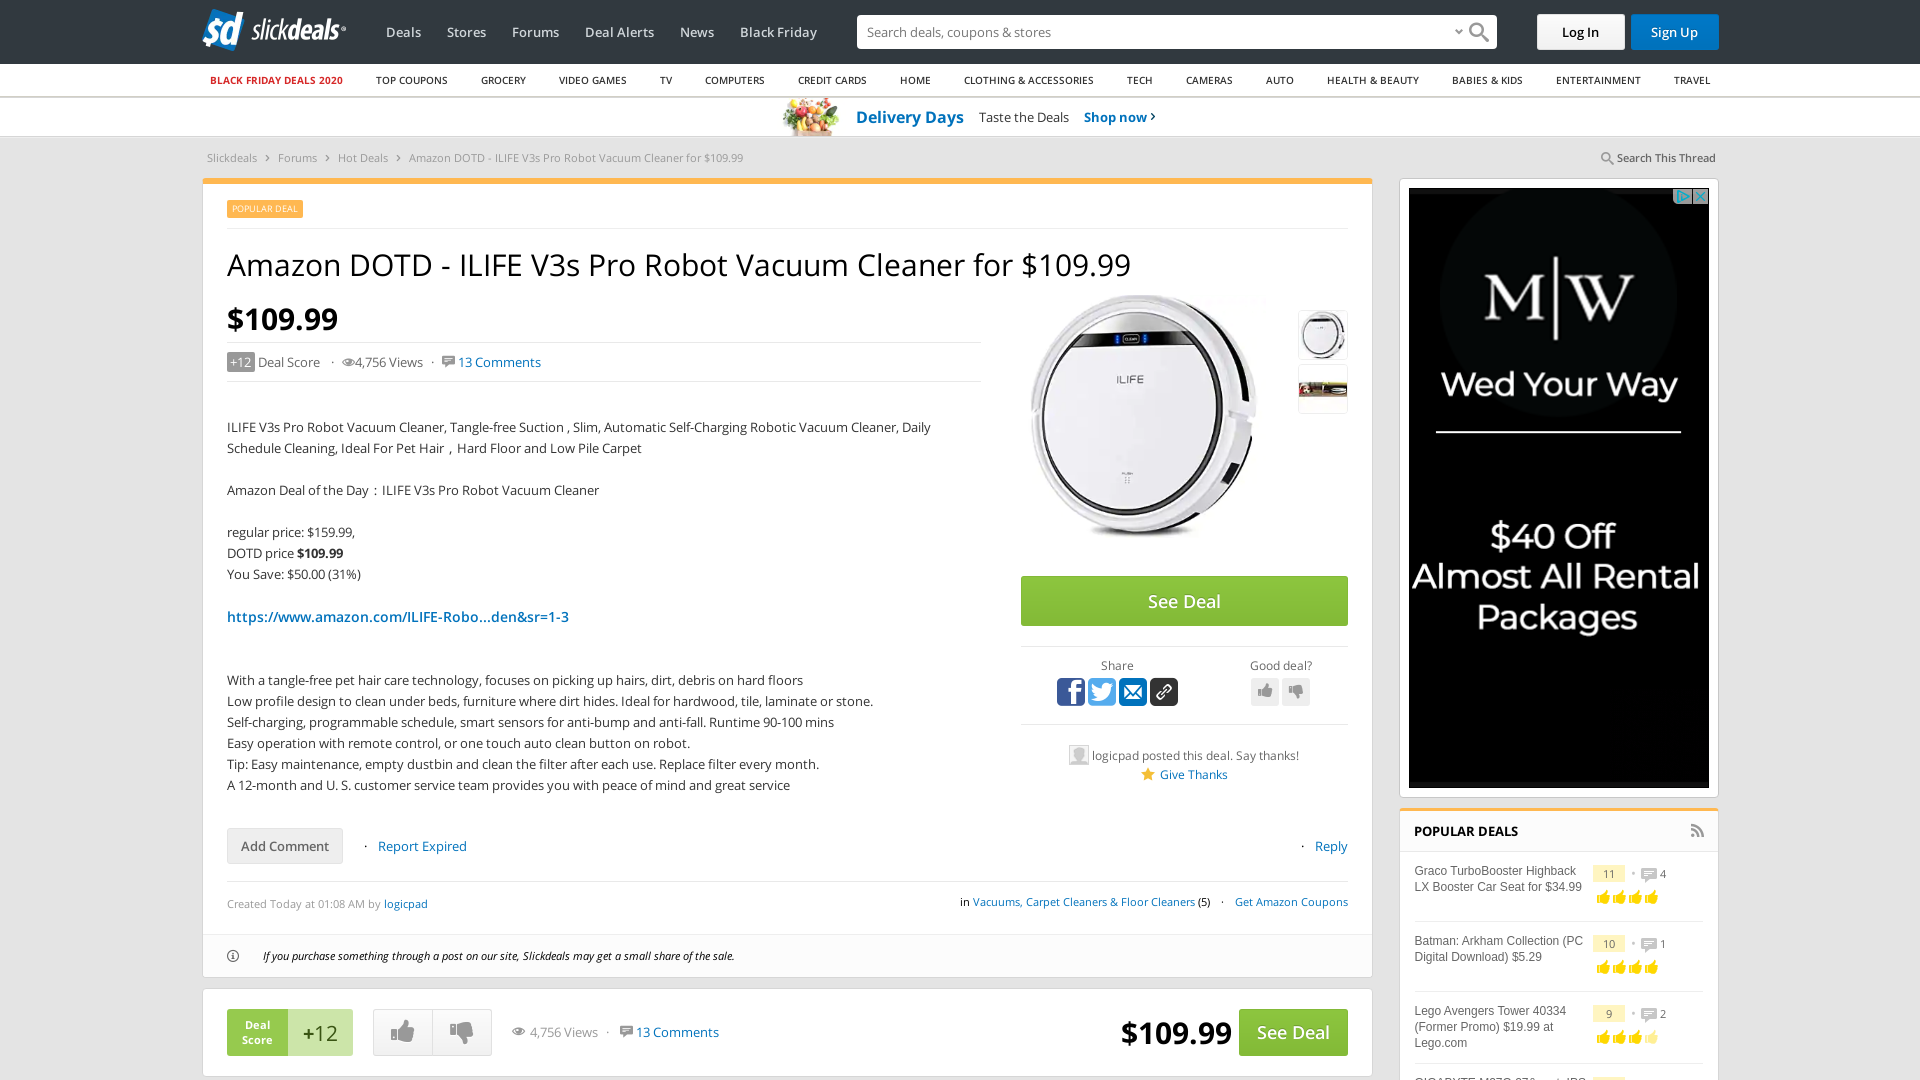 slickdeals
Deals
Stores
Forums
Deal Alerts
News
Black Friday
Search deals, coupons & stores
Log In
Sign Up
BLACK FRIDAY DEALS 2020
TOP COUPONS
GROCERY
VIDEO GAMES
TV
COMPUTERS
CREDIT CARDS
HOME
CLOTHING & ACCESSORIES
TECH
CAMERAS
AUTO
HEALTH & BEAUTY
BABIES & KIDS
ENTERTAINMENT
TRAVEL
Delivery Days Taste the Deals Shop now ›
Slickdeals › Forums › Hot Deals › Amazon DOTD - ILIFE V3s Pro Robot Vacuum Cleaner for $109.99
Search This Thread
POPULAR DEAL
Amazon DOTD - ILIFE V3s Pro Robot Vacuum Cleaner for $109.99
$109.99
+12 Deal Score · 4,756 Views · 13 Comments
ILIFE V3s Pro Robot Vacuum Cleaner, Tangle-free Suction , Slim, Automatic Self-Charging Robotic Vacuum Cleaner, Daily
Schedule Cleaning, Ideal For Pet Hair，Hard Floor and Low Pile Carpet
Amazon Deal of the Day：ILIFE V3s Pro Robot Vacuum Cleaner
regular price: $159.99,
DOTD price $109.99
You Save: $50.00 (31%)
https://www.amazon.com/ILIFE-Robo...den&sr=1-3
With a tangle-free pet hair care technology, focuses on picking up hairs, dirt, debris on hard floors
Low profile design to clean under beds, furniture where dirt hides. Ideal for hardwood, tile, laminate or stone.
Self-charging, programmable schedule, smart sensors for anti-bump and anti-fall. Runtime 90-100 mins
Easy operation with remote control, or one touch auto clean button on robot.
Tip: Easy maintenance, empty dustbin and clean the filter after each use. Replace filter every month.
A 12-month and U. S. customer service team provides you with peace of mind and great service
CLEAN
ILIFE
See Deal
Share
Good deal?
logicpad posted this deal. Say thanks!
Give Thanks
Add Comment · Report Expired
· Reply
Created Today at 01:08 AM by logicpad
in Vacuums, Carpet Cleaners & Floor Cleaners (5) · Get Amazon Coupons
If you purchase something through a post on our site, Slickdeals may get a small share of the sale.
Deal
Score
+12
4,756 Views · 13 Comments
$109.99
See Deal
M|W
Wed Your Way
$40 Off
Almost All Rental
Packages
POPULAR DEALS
Graco TurboBooster Highback
LX Booster Car Seat for $34.99
11 • 4
Batman: Arkham Collection (PC
Digital Download) $5.29
10 • 1
Lego Avengers Tower 40334
(Former Promo) $19.99 at
Lego.com
9 • 2